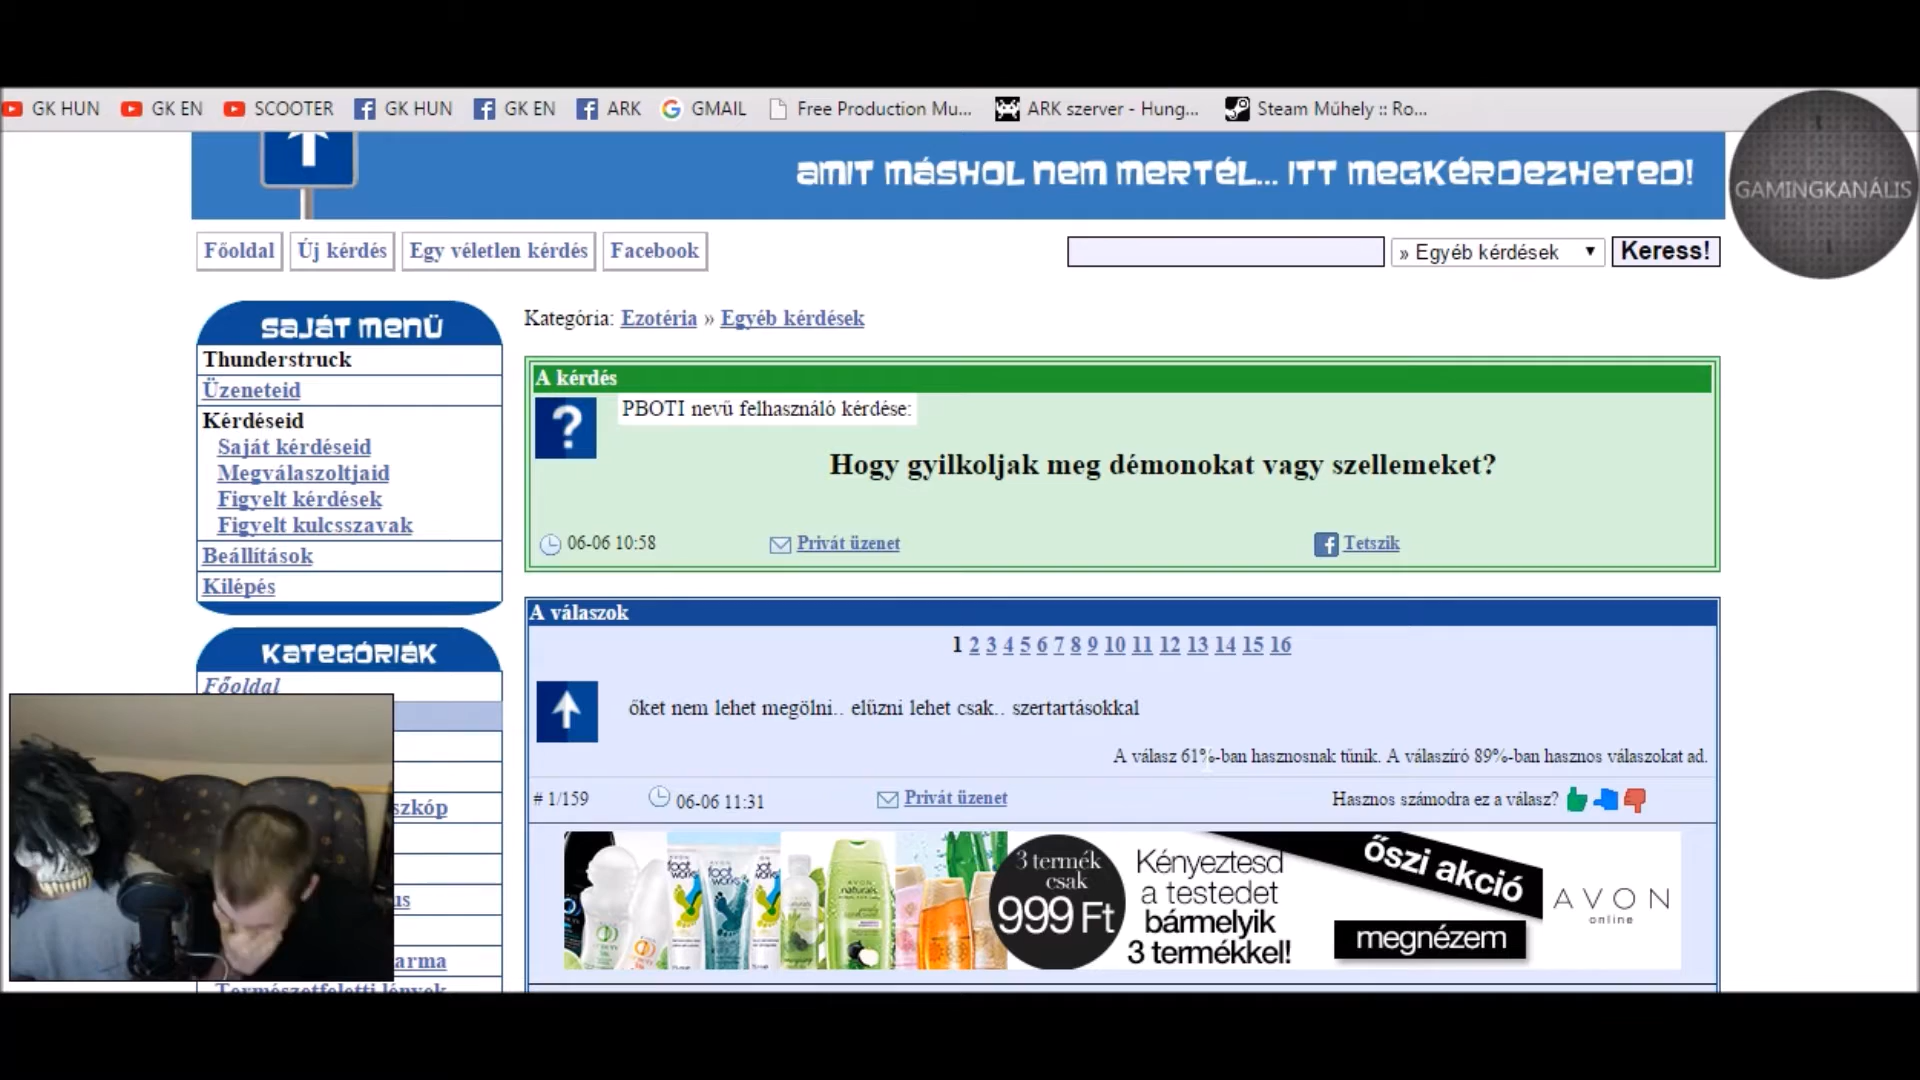 GK HUN GK EN SCOOTER GK HUN GK EN ARK GMAIL Free Production Mu... ARK szerver - Hung... Steam Műhely :: Ro...
AMIT MÁSHOL NEM MERTÉL... ITT MEGKÉRDEZHETED!
GAMINGKANÁLIS
Főoldal Új kérdés Egy véletlen kérdés Facebook
» Egyéb kérdések Keress!
SAJÁT MENÜ
Thunderstruck
Üzeneteid
Kérdéseid
Saját kérdéseid
Megválaszoltjaid
Figyelt kérdések
Figyelt kulcsszavak
Beállítások
Kilépés
KATEGÓRIÁK
Főoldal
szkóp
us
arma
Természetfeletti lények
Kategória: Ezotéria » Egyéb kérdések
A kérdés
PBOTI nevű felhasználó kérdése:
Hogy gyilkoljak meg démonokat vagy szellemeket?
06-06 10:58 Privát üzenet Tetszik
A válaszok
1 2 3 4 5 6 7 8 9 10 11 12 13 14 15 16
őket nem lehet megölni.. elűzni lehet csak.. szertartásokkal
A válasz 61%-ban hasznosnak tűnik. A válaszíró 89%-ban hasznos válaszokat ad.
# 1/159 06-06 11:31 Privát üzenet Hasznos számodra ez a válasz?
foot works
naturals
3 termék
csak
999 Ft
Kényeztesd
a testedet
bármelyik
3 termékkel!
őszi akció
megnézem
AVON
online